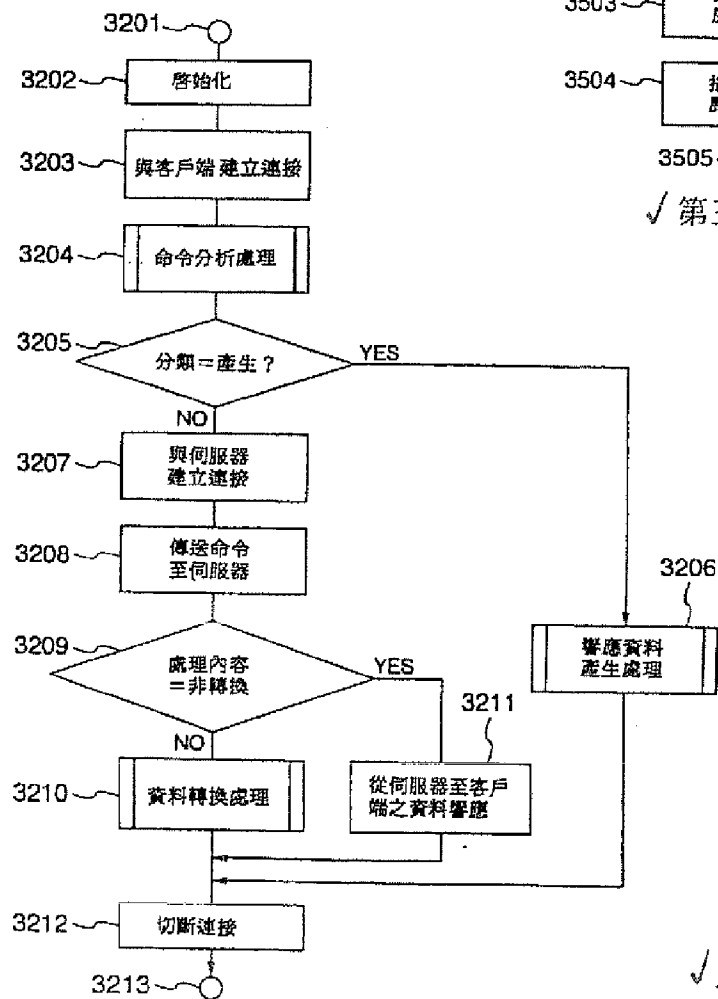 3201
3202
啓始化
3203
與客戶端 建立連接
3204
命令分析處理
3205
分類＝產生？
YES
NO
3207
與伺服器
建立連接
3208
傳送命令
至伺服器
3206
響應資料
產生處理
3209
處理內容
＝非轉換
YES
NO
3211
從伺服器至客戶
端之資料響應
3210
資料轉換處理
3212
切斷連接
3213
3503
3504
3505
✓ 第